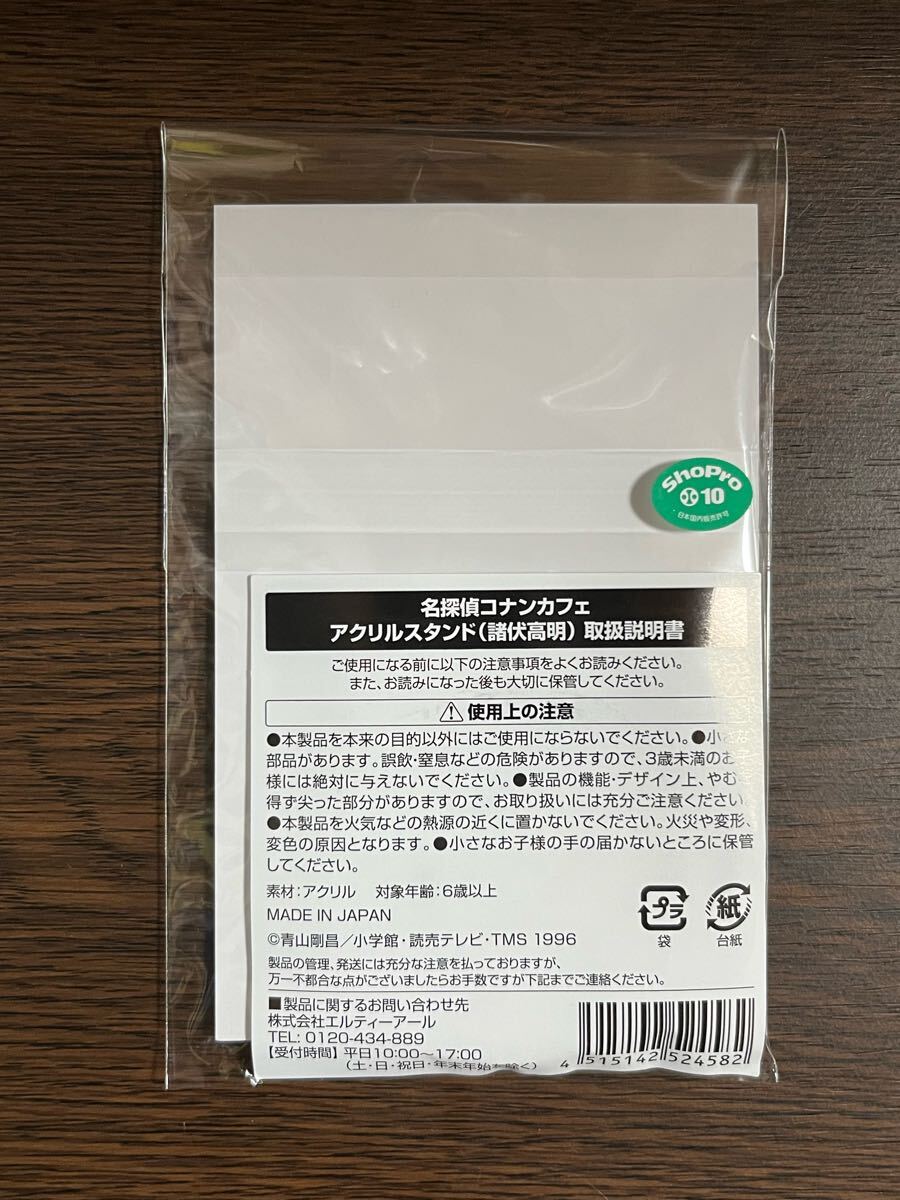 ShoPro
10
日本国内販売許可
名探偵コナンカフェ
アクリルスタンド(諸伏高明) 取扱説明書
ご使用になる前に以下の注意事項をよくお読みください。
また、お読みになった後も大切に保管してください。
使用上の注意
●本製品を本来の目的以外にはご使用にならないでください。●小さな
部品があります。誤飲・窒息などの危険がありますので、3歳未満のお
様には絶対に与えないでください。●製品の機能・デザイン上、やむ
得ず尖った部分がありますので、お取り扱いには充分ご注意ください。
●本製品を火気などの熱源の近くに置かないでください。火災や変形、
変色の原因となります。●小さなお子様の手の届かないところに保管
してください。
素材:アクリル 対象年齢:6歳以上
MADE IN JAPAN
©青山剛昌/小学館・読売テレビ・TMS 1996
プラ
袋
紙
台紙
製品の管理、発送には充分な注意を払っておりますが、
万一不都合な点がございましたらお手数ですが下記までご連絡ください。
■製品に関するお問い合わせ先
株式会社エルティーアール
TEL: 0120-434-889
【受付時間】 平日10:00〜17:00
(土・日・祝日・年末年始を除く)
4 515142 524582